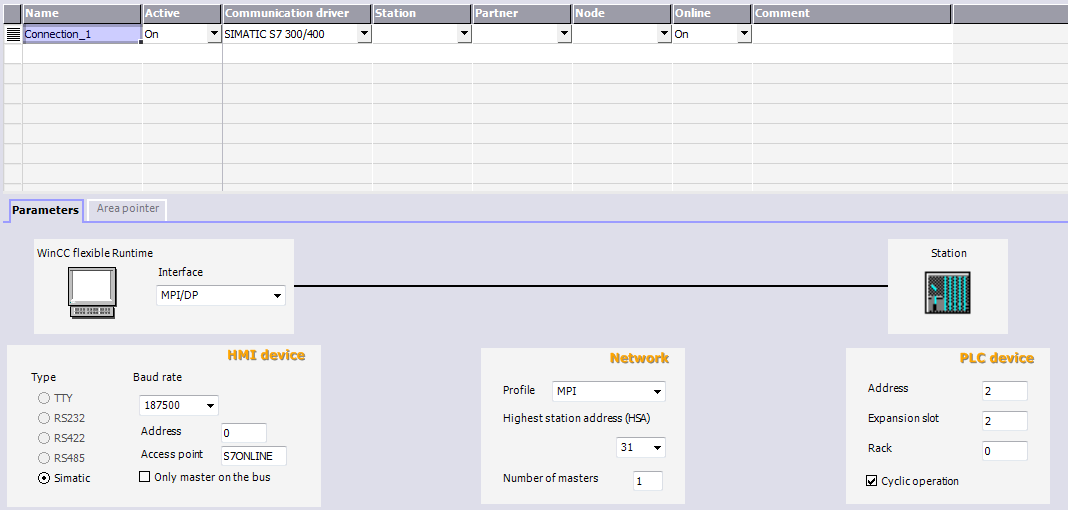 Name Active Communication driver Station Partner Node Online Comment
Connection_1 On SIMATIC S7 300/400 On
Parameters Area pointer
WinCC flexible Runtime
Interface
MPI/DP
Station
HMI device
Type
TTY
RS232
RS422
RS485
Simatic
Baud rate
187500
Address 0
Access point S7ONLINE
Only master on the bus
Network
Profile MPI
Highest station address (HSA)
31
Number of masters 1
PLC device
Address 2
Expansion slot 2
Rack 0
Cyclic operation